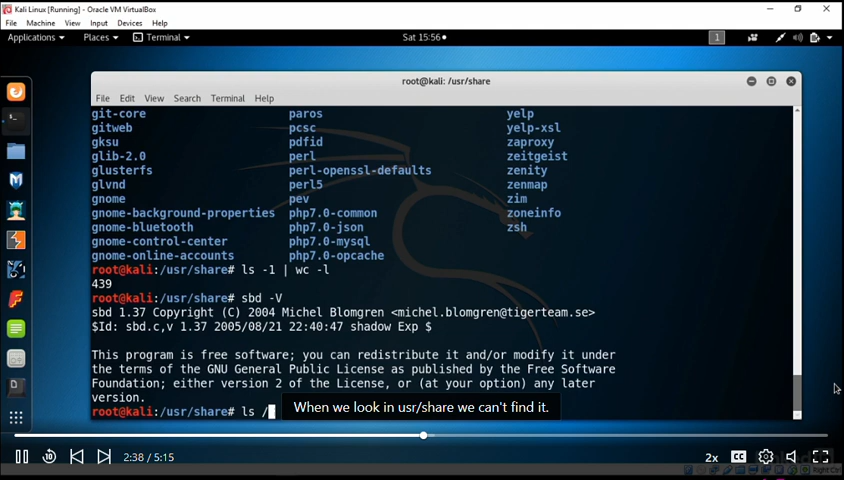 Kali Linux [Running] - Oracle VM VirtualBox
File Machine View Input Devices Help
Applications Places Terminal Sat 15:56 1
root@kali: /usr/share
File Edit View Search Terminal Help
git-core paros yelp
gitweb pcsc yelp-xsl
gksu pdfid zaproxy
glib-2.0 perl zeitgeist
glusterfs perl-openssl-defaults zenity
glvnd perl5 zenmap
gnome pev zim
gnome-background-properties php7.0-common zoneinfo
gnome-bluetooth php7.0-json zsh
gnome-control-center php7.0-mysql
gnome-online-accounts php7.0-opcache
root@kali:/usr/share# ls -1 | wc -l
439
root@kali:/usr/share# sbd -V
sbd 1.37 Copyright (C) 2004 Michel Blomgren <michel.blomgren@tigerteam.se>
$Id: sbd.c,v 1.37 2005/08/21 22:40:47 shadow Exp $
This program is free software; you can redistribute it and/or modify it under
the terms of the GNU General Public License as published by the Free Software
Foundation; either version 2 of the License, or (at your option) any later
version.
root@kali:/usr/share# ls /
When we look in usr/share we can't find it.
10 2:38 / 5:15 2x CC
Right Ct